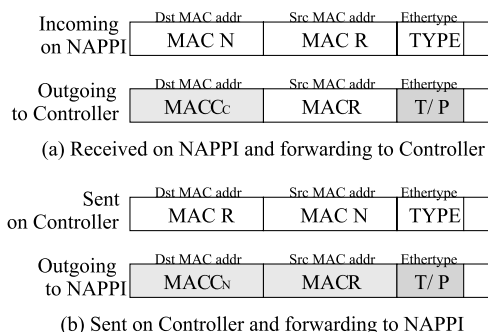 Dst MAC addr Src MAC addr Ethertype
Incoming on NAPPI MAC N MAC R TYPE
Dst MAC addr Src MAC addr Ethertype
Outgoing to Controller MACCC MACR T/ P
(a) Received on NAPPI and forwarding to Controller
Dst MAC addr Src MAC addr Ethertype
Sent on Controller MAC R MAC N TYPE
Dst MAC addr Src MAC addr Ethertype
Outgoing to NAPPI MACCN MACR T/ P
(b) Sent on Controller and forwarding to NAPPI